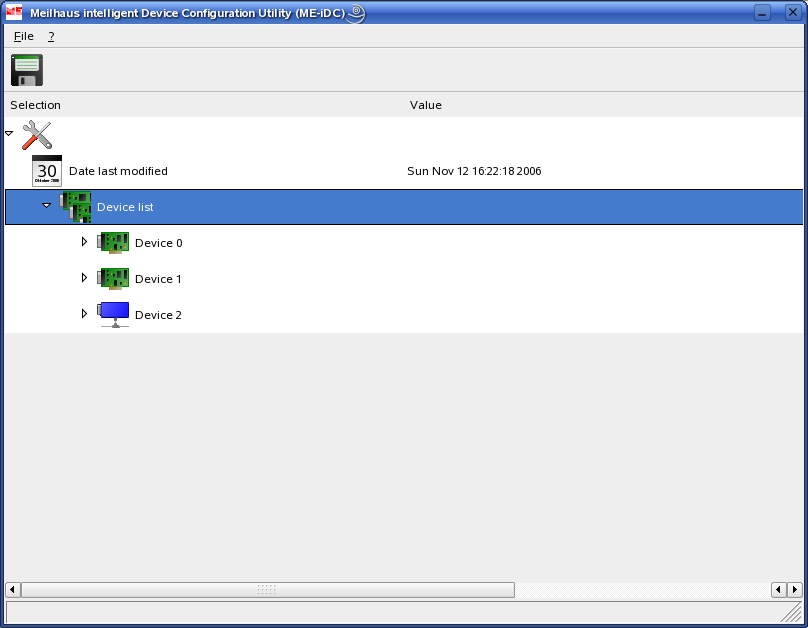 ME Meilhaus intelligent Device Configuration Utility (ME-iDC)
File ?
Selection Value
30
Date last modified Sun Nov 12 16:22:18 2006
Device list
Device 0
Device 1
Device 2